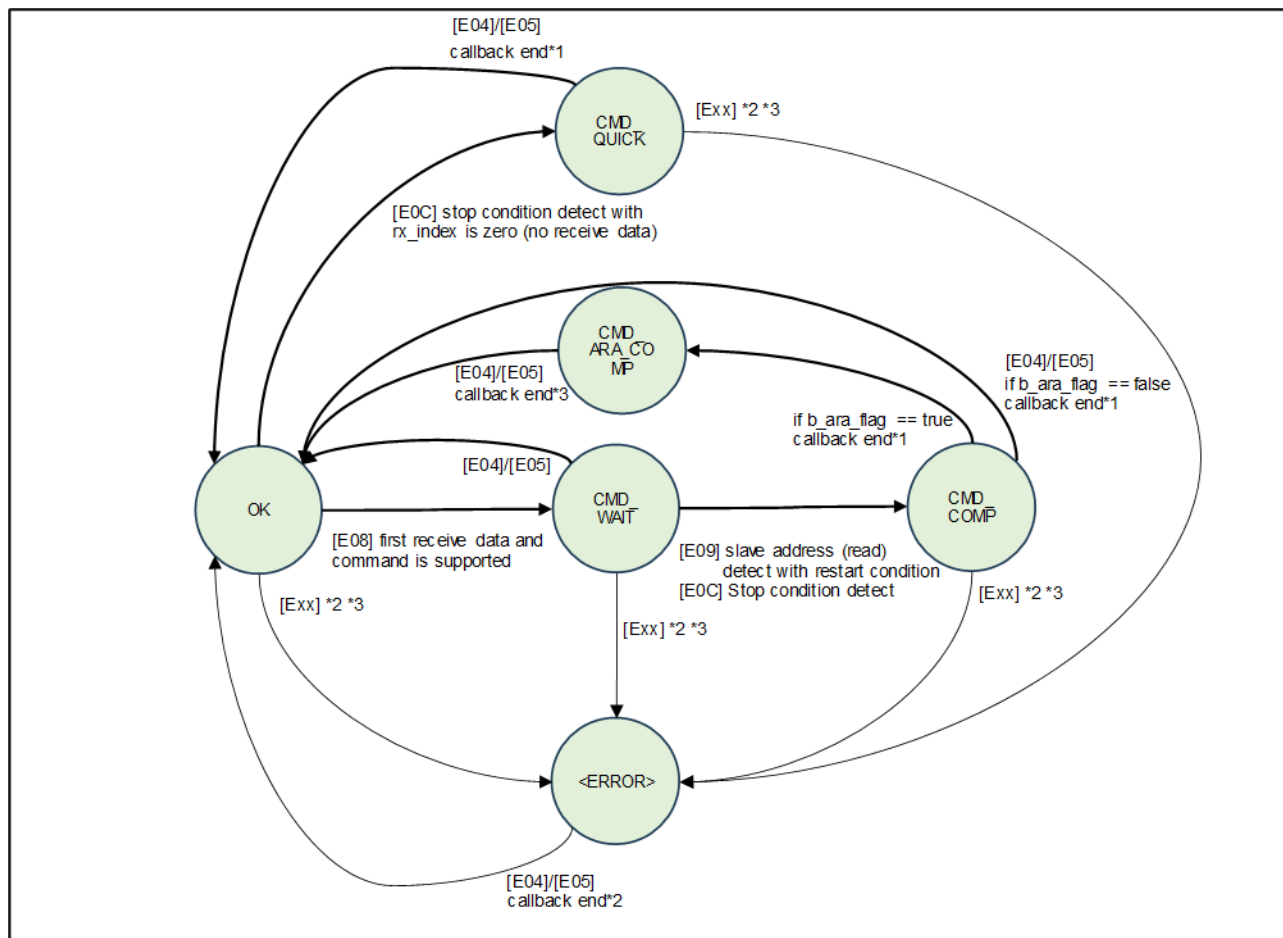 [E04]/[E05]
callback end*1
CMD_
QUICK
[Exx] *2 *3
[E0C] stop condition detect with
rx_index is zero (no receive data)
CMD_
ARA_CO
MP
[E04]/[E05]
callback end*3
[E04]/[E05]
if b_ara_flag == false
callback end*1
if b_ara_flag == true
callback end*1
[E04]/[E05]
OK
CMD_
WAIT
CMD_
COMP
[E08] first receive data and
command is supported
[E09] slave address (read)
detect with restart condition
[E0C] Stop condition detect
[Exx] *2 *3
[Exx] *2 *3
[Exx] *2 *3
<ERROR>
[E04]/[E05]
callback end*2